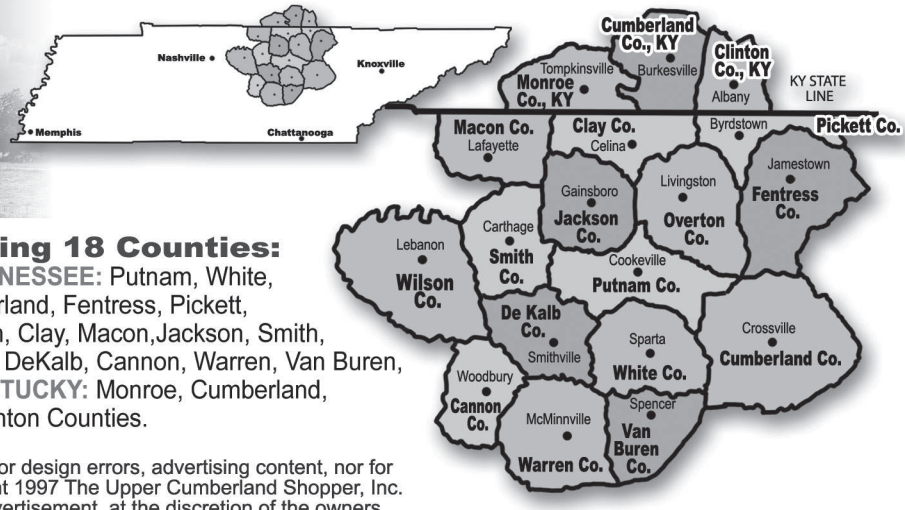 Nashville
Knoxville
Memphis
Chattanooga
Cumberland
Co., KY
Burkesville
Clinton
Co., KY
Albany
Tompkinsville
Monroe
Co., KY
KY STATE
LINE
Macon Co.
Lafayette
Clay Co.
Celina
Byrdstown
Pickett Co.
Jamestown
Fentress
Co.
Gainsboro
Jackson
Co.
Livingston
Overton
Co.
Lebanon
Wilson
Co.
Carthage
Smith
Co.
Cookeville
Putnam Co.
De Kalb
Co.
Smithville
Sparta
White Co.
Crossville
Cumberland Co.
Woodbury
Cannon
Co.
McMinnville
Warren Co.
Spencer
Van
Buren
Co.
ing 18 Counties:
NESSEE: Putnam, White,
rland, Fentress, Pickett,
n, Clay, Macon,Jackson, Smith,
DeKalb, Cannon, Warren, Van Buren,
TUCKY: Monroe, Cumberland,
nton Counties.
or design errors, advertising content, nor for
t 1997 The Upper Cumberland Shopper, Inc.
vertisement, at the discretion of the owners